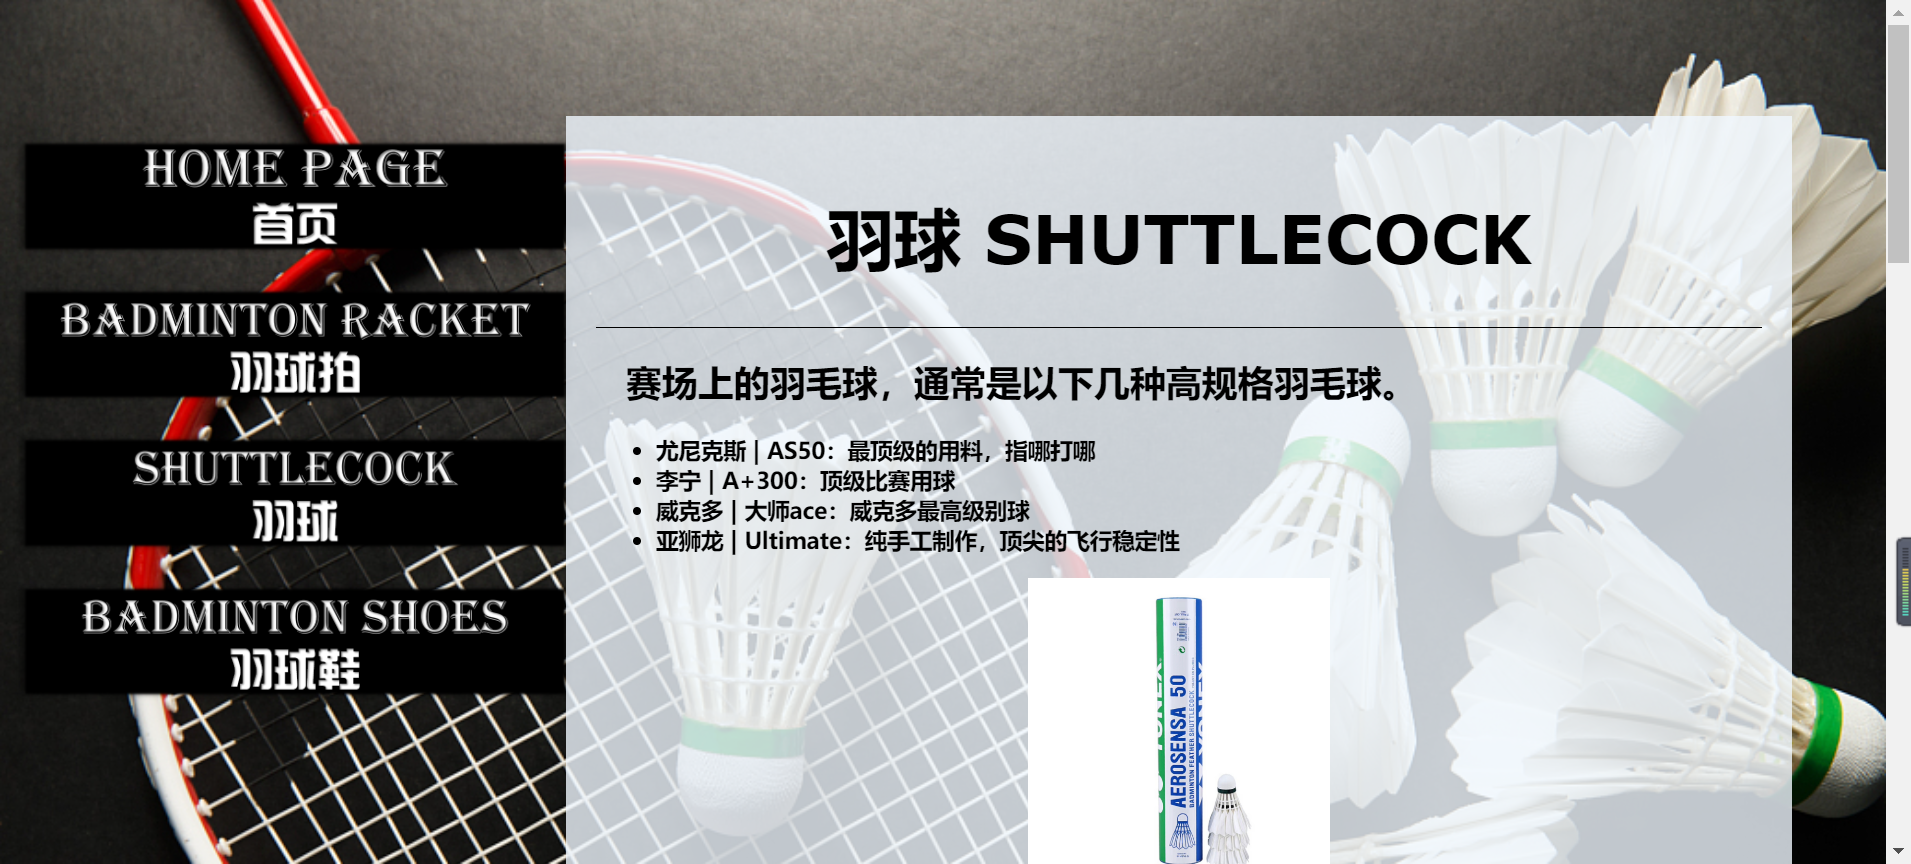 HOME PAGE
首页
BADMINTON RACKET
羽球拍
SHUTTLECOCK
羽球
BADMINTON SHOES
羽球鞋
羽球 SHUTTLECOCK
赛场上的羽毛球，通常是以下几种高规格羽毛球。
尤尼克斯 | AS50：最顶级的用料，指哪打哪
李宁 | A+300：顶级比赛用球
威克多 | 大师ace：威克多最高级别球
亚狮龙 | Ultimate：纯手工制作，顶尖的飞行稳定性
AEROSENSA 50
BADMINTON FEATHER SHUTTLECOCK